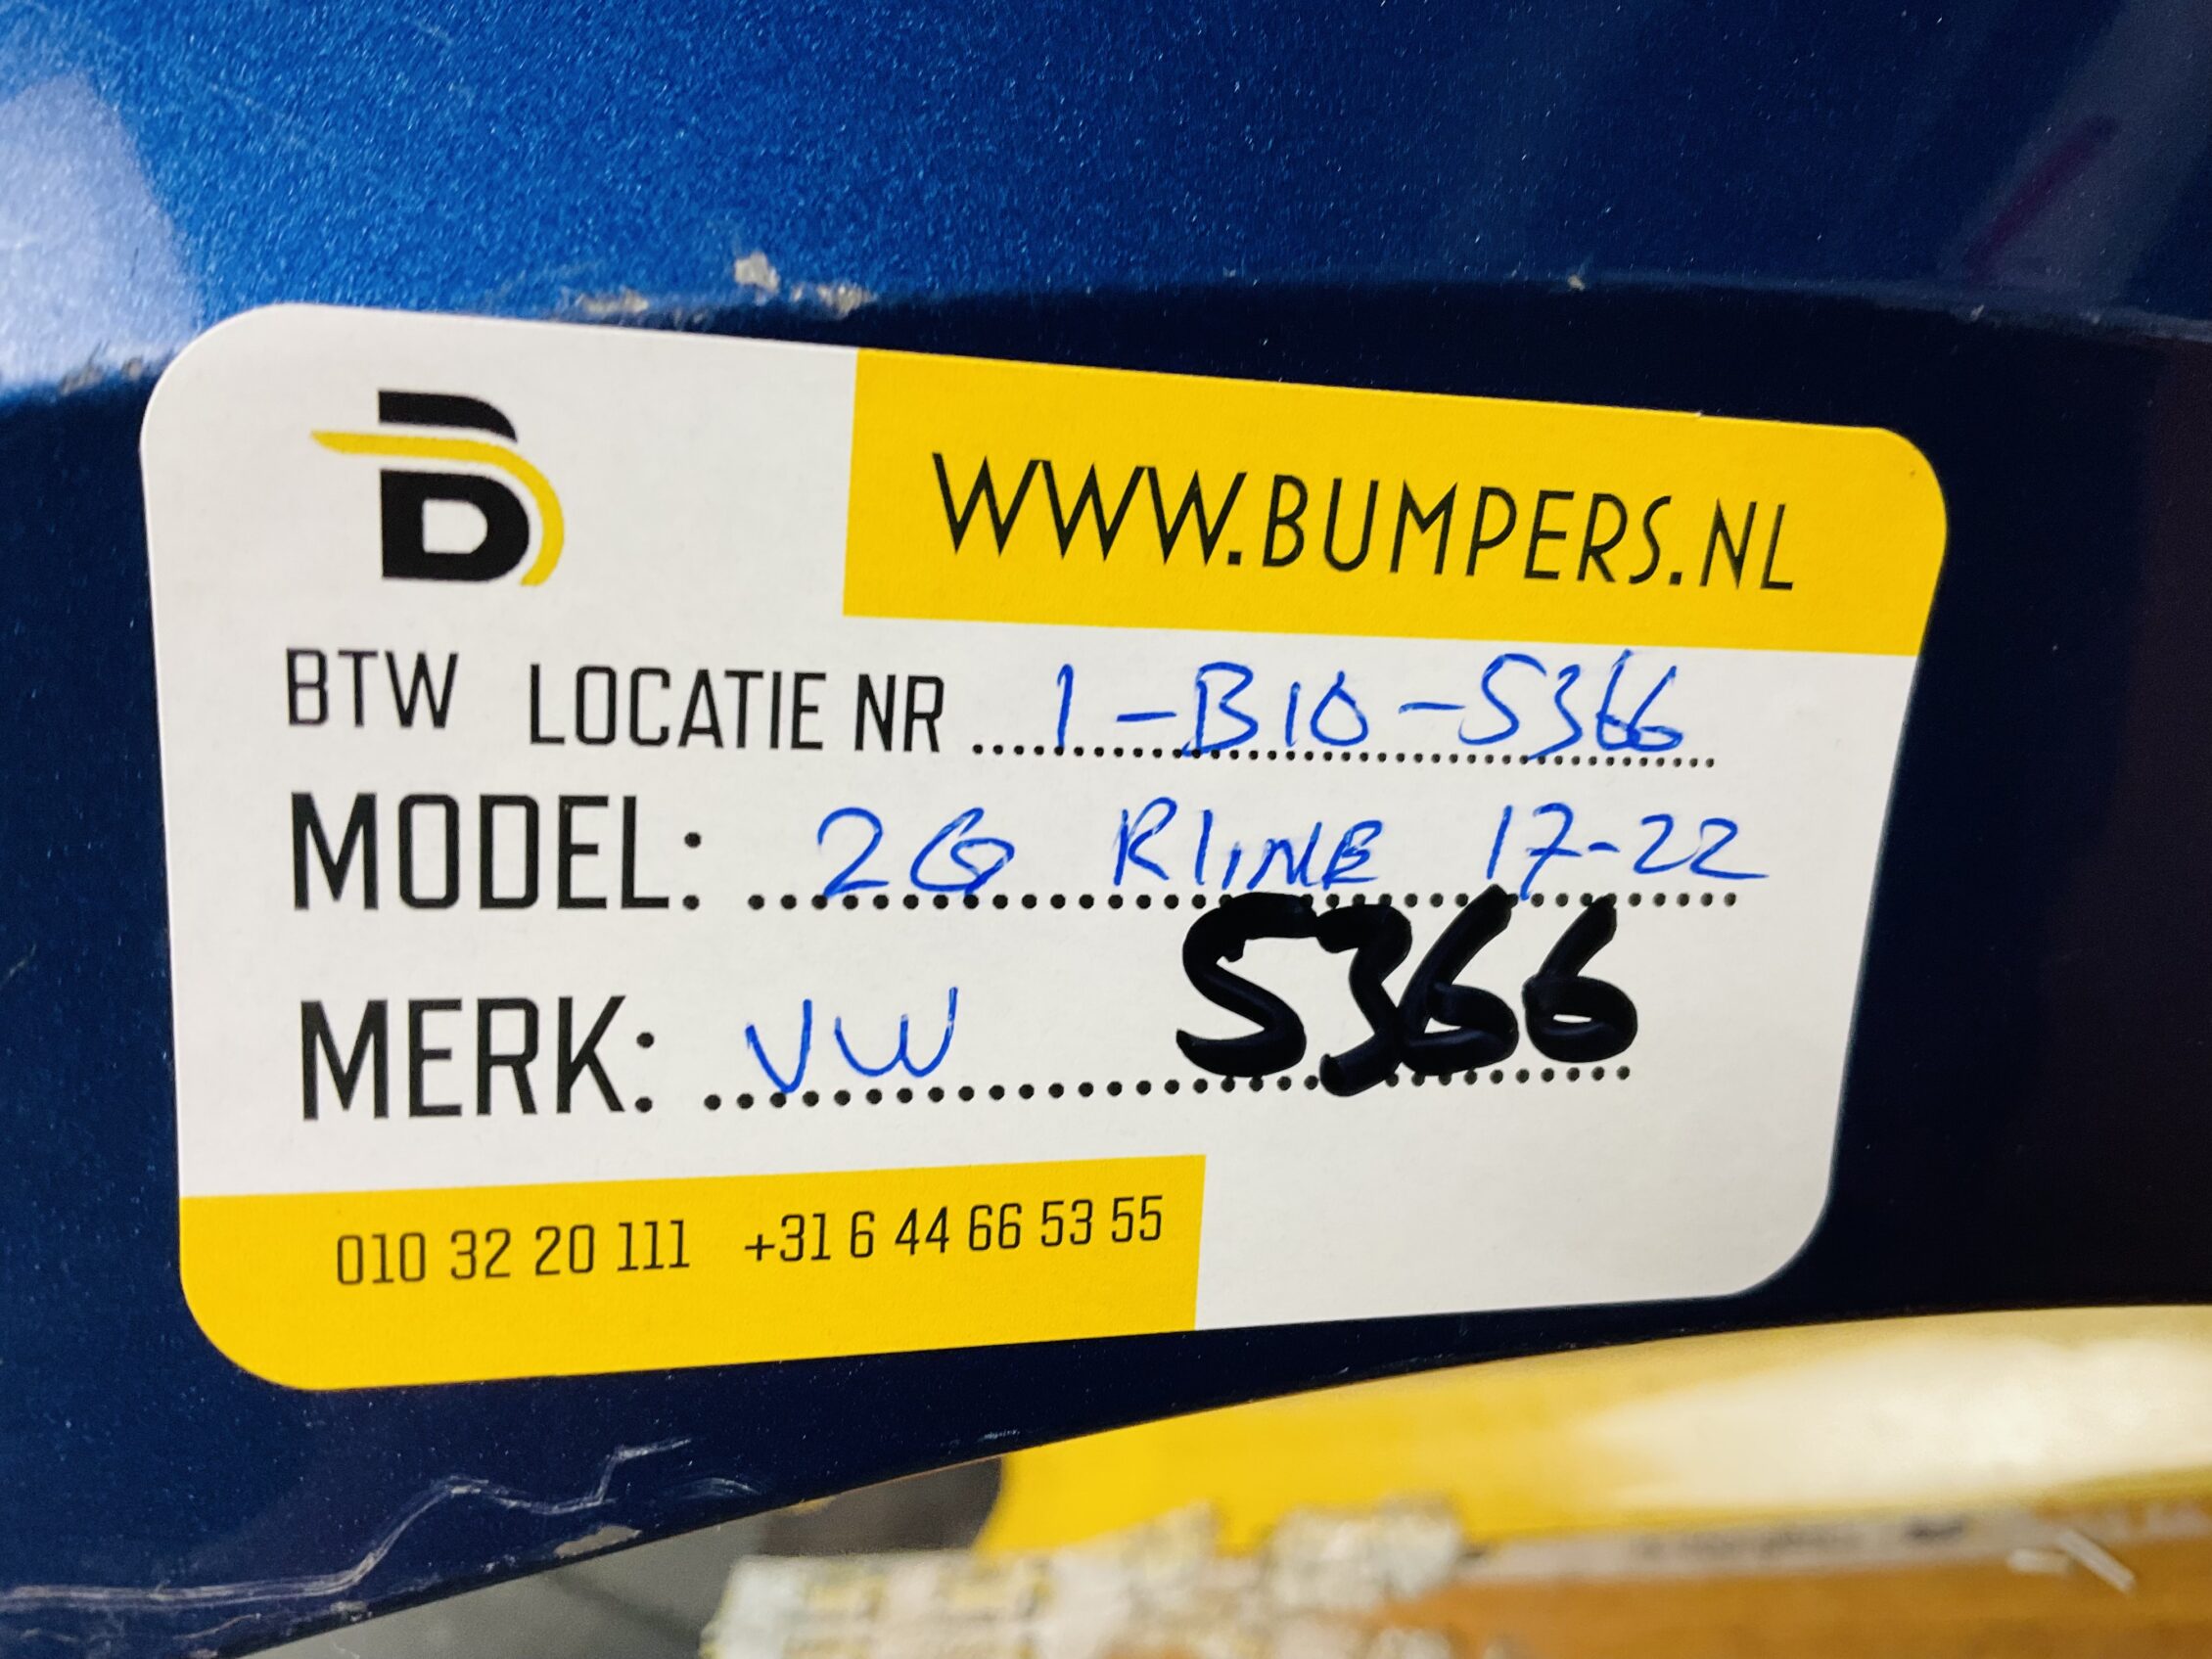 B
WWW.BUMPERS.NL
BTW LOCATIE NR 1-B10-5366
MODEL: 2G RLINE 17-22
5366
MERK: VW
010 32 20 111 +31 6 44 66 53 55